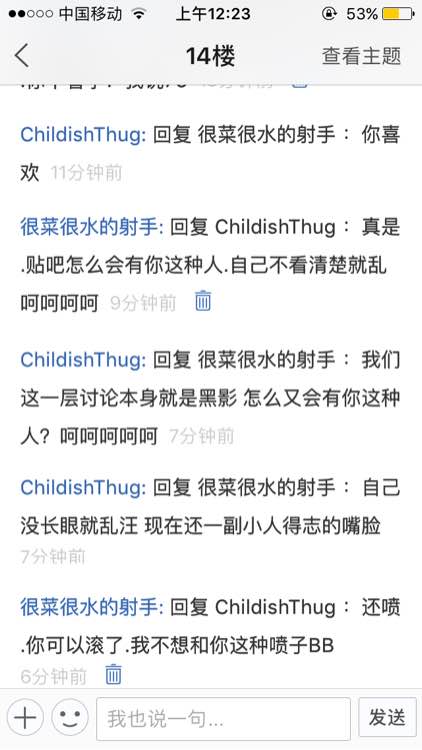 中国移动 上午12:23 53%
14楼 查看主题
ChildishThug: 回复 很菜很水的射手： 你喜
欢 11分钟前
很菜很水的射手: 回复 ChildishThug： 真是
.贴吧怎么会有你这种人.自己不看清楚就乱
呵呵呵呵 9分钟前
ChildishThug: 回复 很菜很水的射手： 我们
这一层讨论本身就是黑影 怎么又会有你这种
人？呵呵呵呵呵 7分钟前
ChildishThug: 回复 很菜很水的射手： 自己
没长眼就乱汪 现在还一副小人得志的嘴脸
7分钟前
很菜很水的射手: 回复 ChildishThug： 还喷
.你可以滚了.我不想和你这种喷子BB
6分钟前
我也说一句... 发送